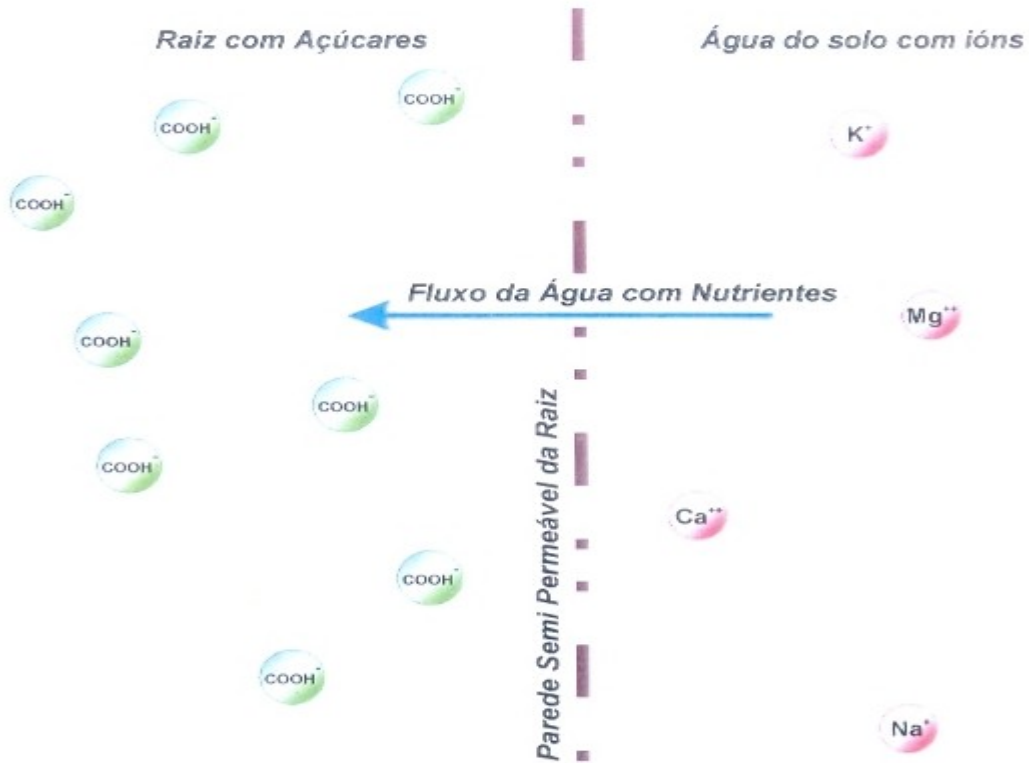 Raiz com Açúcares
Água do solo com ións
COOH⁻
COOH⁻
K⁺
COOH⁻
Fluxo da Água com Nutrientes
Mg⁺⁺
COOH⁻
COOH⁻
COOH⁻
Parede Semi Permeável da Raiz
Ca⁺⁺
COOH⁻
COOH⁻
Na⁺